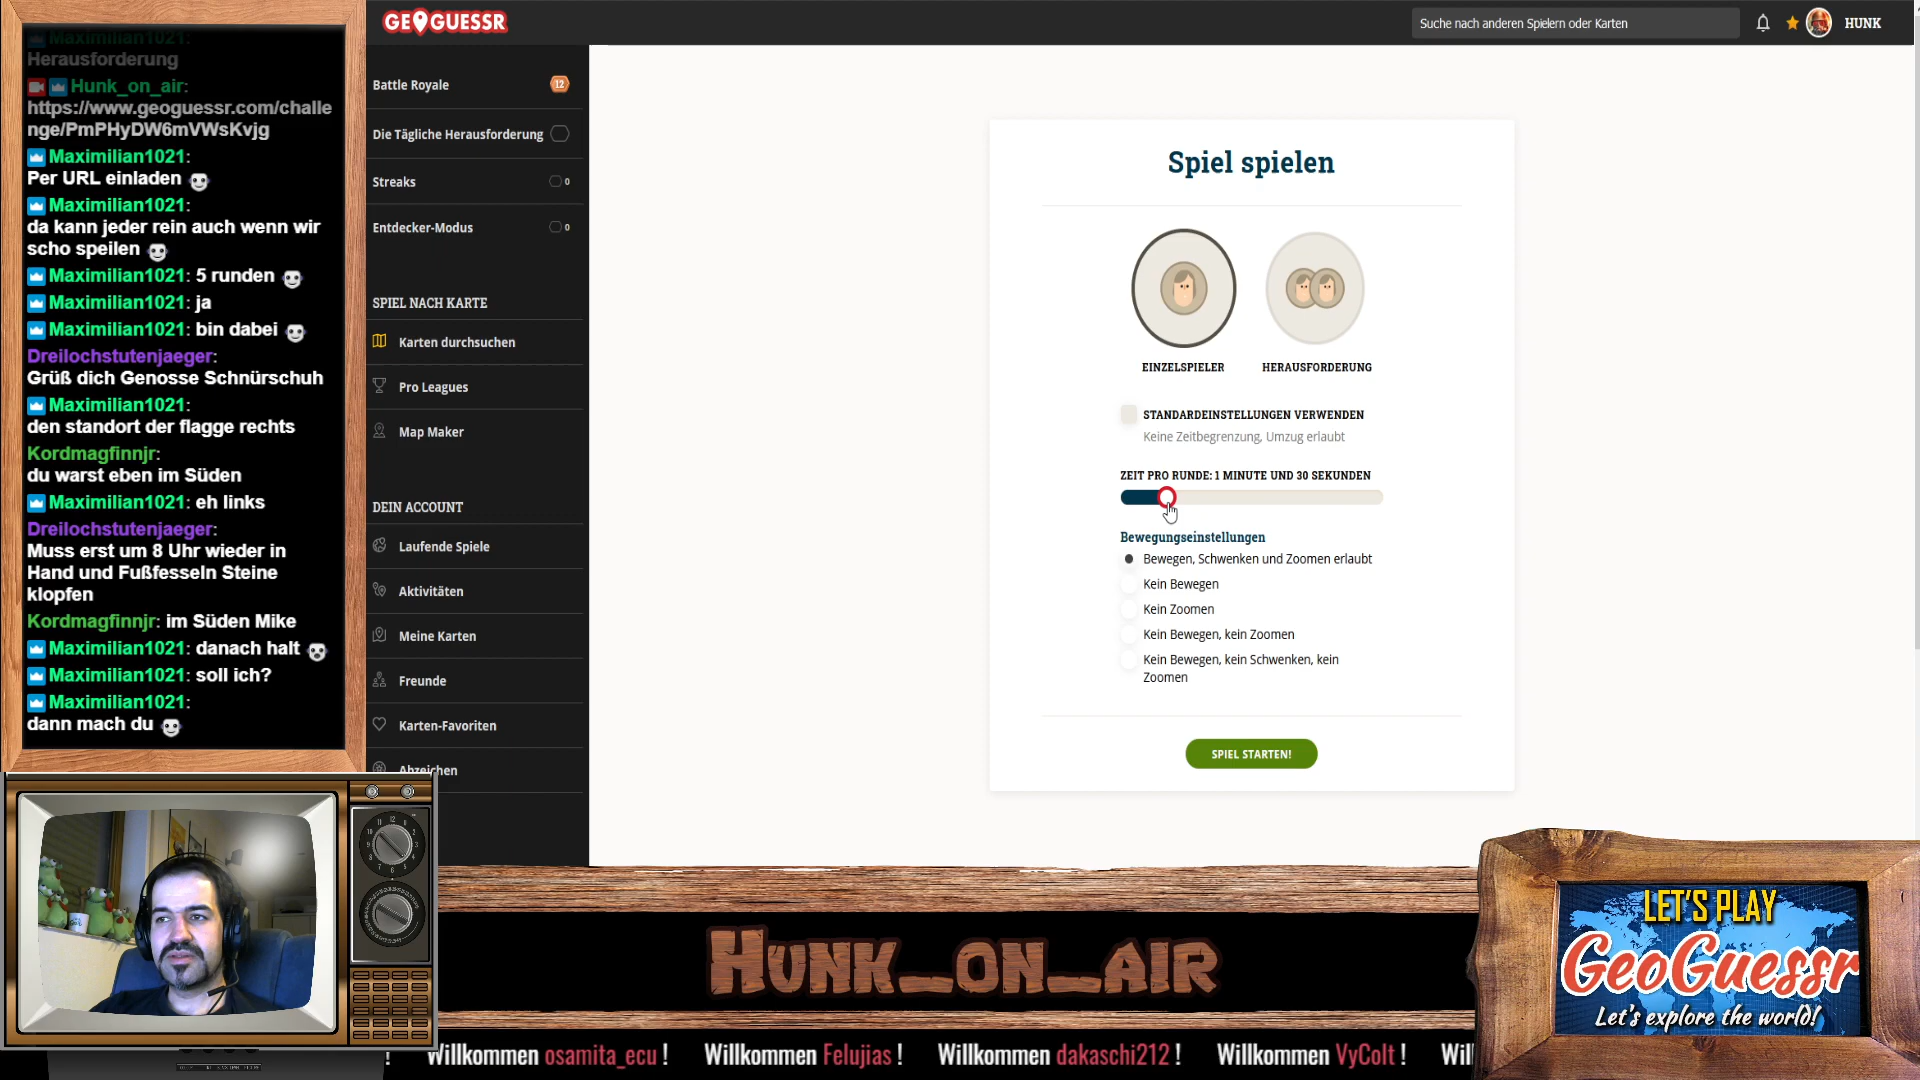 Maximilian1021:
Herausforderung
Hunk_on_air:
https://www.geoguessr.com/challe
nge/PmPHyDW6mVWsKvjg
Maximilian1021:
Per URL einladen
Maximilian1021:
da kann jeder rein auch wenn wir
scho speilen
Maximilian1021: 5 runden
Maximilian1021: ja
Maximilian1021: bin dabei
Dreilochstutenjaeger:
Grüß dich Genosse Schnürschuh
Maximilian1021:
den standort der flagge rechts
Kordmagfinnjr:
du warst eben im Süden
Maximilian1021: eh links
Dreilochstutenjaeger:
Muss erst um 8 Uhr wieder in
Hand und Fußfesseln Steine
klopfen
Kordmagfinnjr: im Süden Mike
Maximilian1021: danach halt
Maximilian1021: soll ich?
Maximilian1021:
dann mach du
GEOGUESSR
Suche nach anderen Spielern oder Karten
HUNK
Battle Royale 12
Die Tägliche Herausforderung
Streaks 0
Entdecker-Modus 0
SPIEL NACH KARTE
Karten durchsuchen
Pro Leagues
Map Maker
DEIN ACCOUNT
Laufende Spiele
Aktivitäten
Meine Karten
Freunde
Karten-Favoriten
Abzeichen
Spiel spielen
EINZELSPIELER HERAUSFORDERUNG
STANDARDEINSTELLUNGEN VERWENDEN
Keine Zeitbegrenzung, Umzug erlaubt
ZEIT PRO RUNDE: 1 MINUTE UND 30 SEKUNDEN
Bewegungseinstellungen
Bewegen, Schwenken und Zoomen erlaubt
Kein Bewegen
Kein Zoomen
Kein Bewegen, kein Zoomen
Kein Bewegen, kein Schwenken, kein
Zoomen
SPIEL STARTEN!
HUNK_ON_AIR
LET'S PLAY
GeoGuessr
Let's explore the world!
! Willkommen osamita_ecu ! Willkommen Felujias ! Willkommen dakaschi212 ! Willkommen VyColt ! Wil